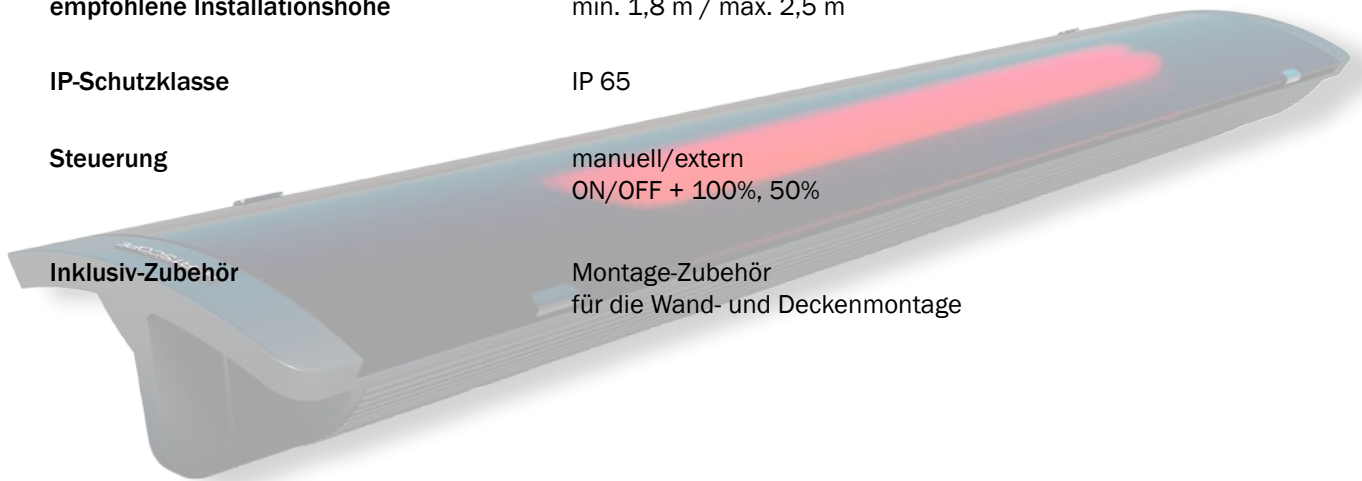 empfohlene Installationshöhe min. 1,8 m / max. 2,5 m
IP-Schutzklasse IP 65
Steuerung manuell/extern
ON/OFF + 100%, 50%
Inklusiv-Zubehör Montage-Zubehör
für die Wand- und Deckenmontage